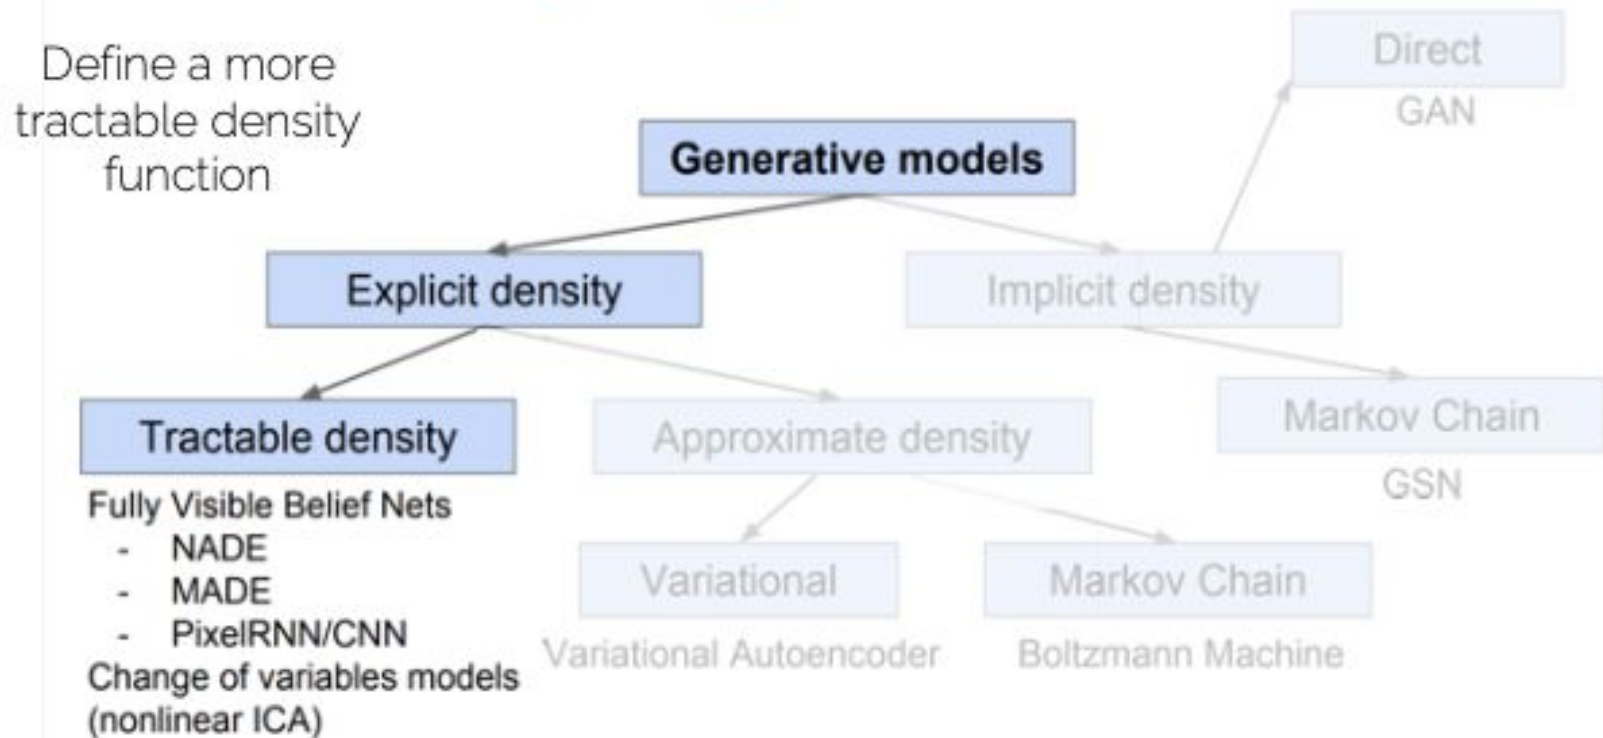 Define a more
tractable density
function
Direct
GAN
Generative models
Explicit density
Implicit density
Tractable density
Approximate density
Markov Chain
GSN
Fully Visible Belief Nets
- NADE
- MADE
- PixelRNN/CNN
Change of variables models
(nonlinear ICA)
Variational
Markov Chain
Variational Autoencoder
Boltzmann Machine